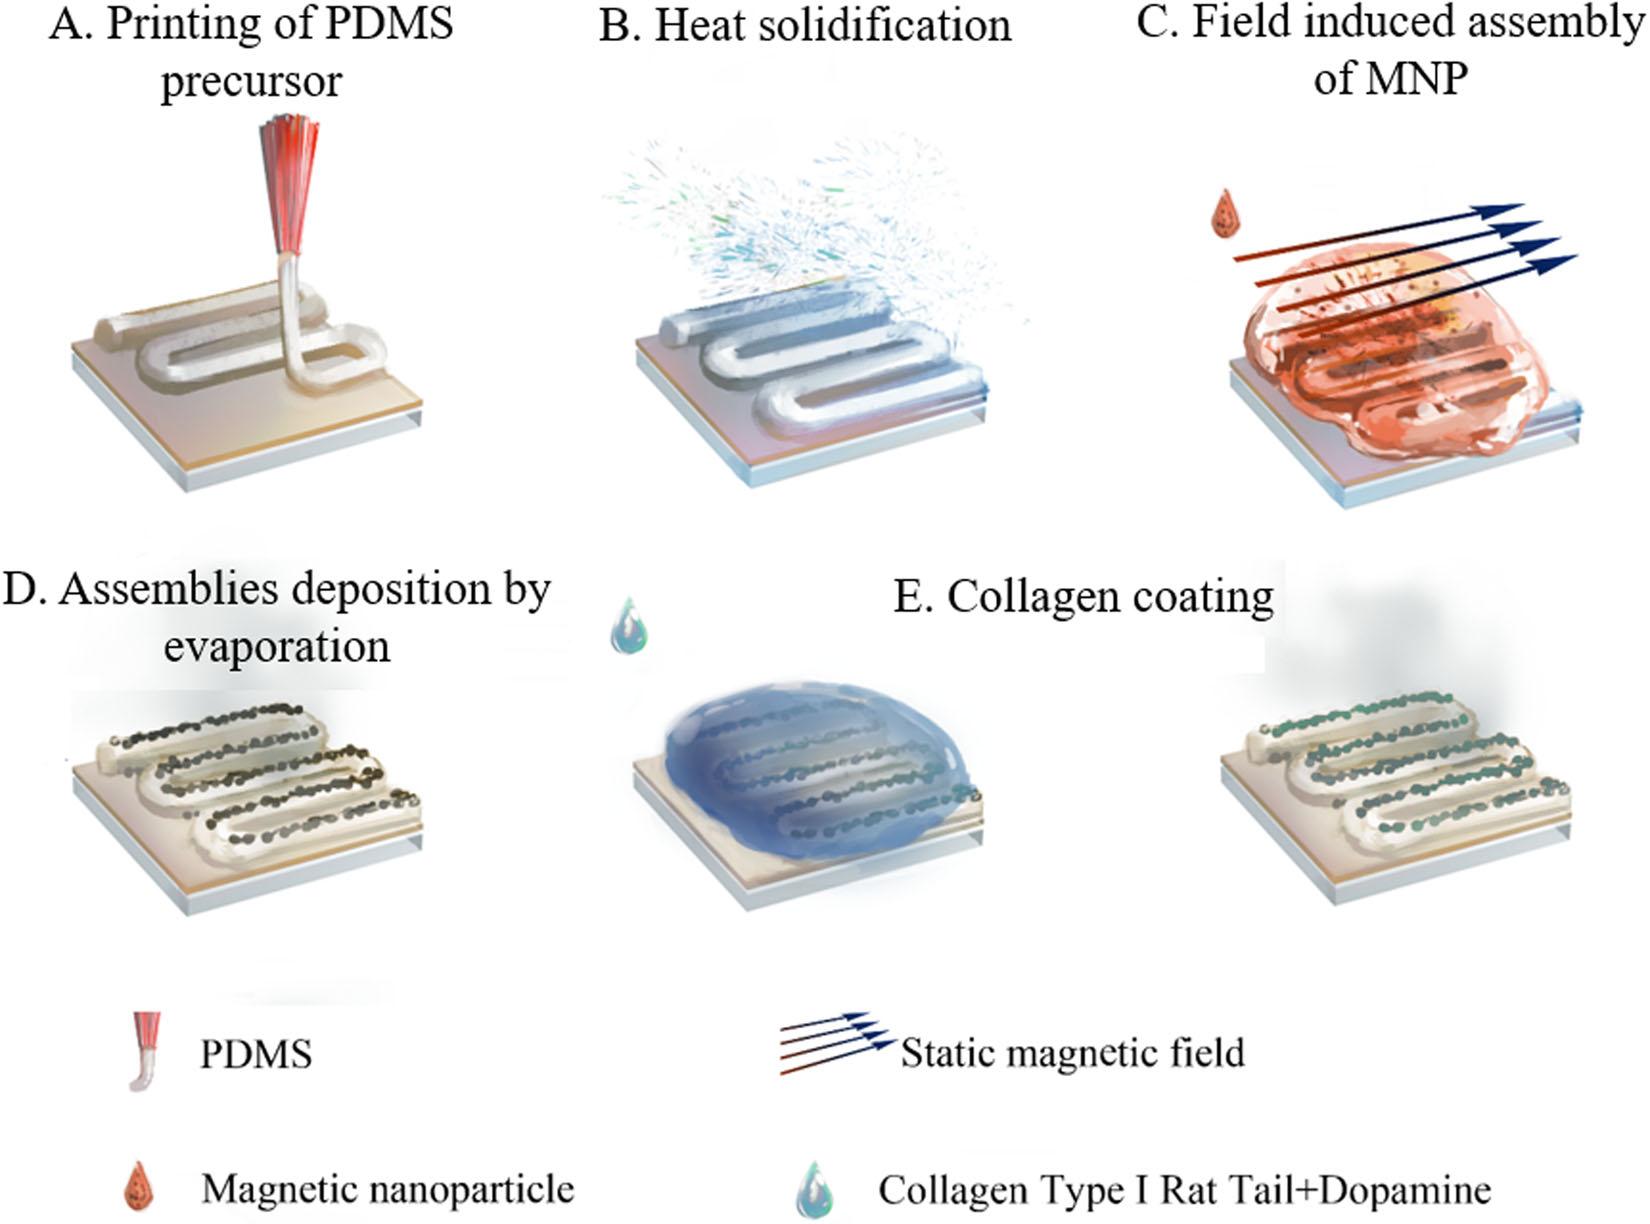 A. Printing of PDMS
precursor
B. Heat solidification
C. Field induced assembly
of MNP
D. Assemblies deposition by
evaporation
E. Collagen coating
PDMS
Static magnetic field
Magnetic nanoparticle
Collagen Type I Rat Tail+Dopamine